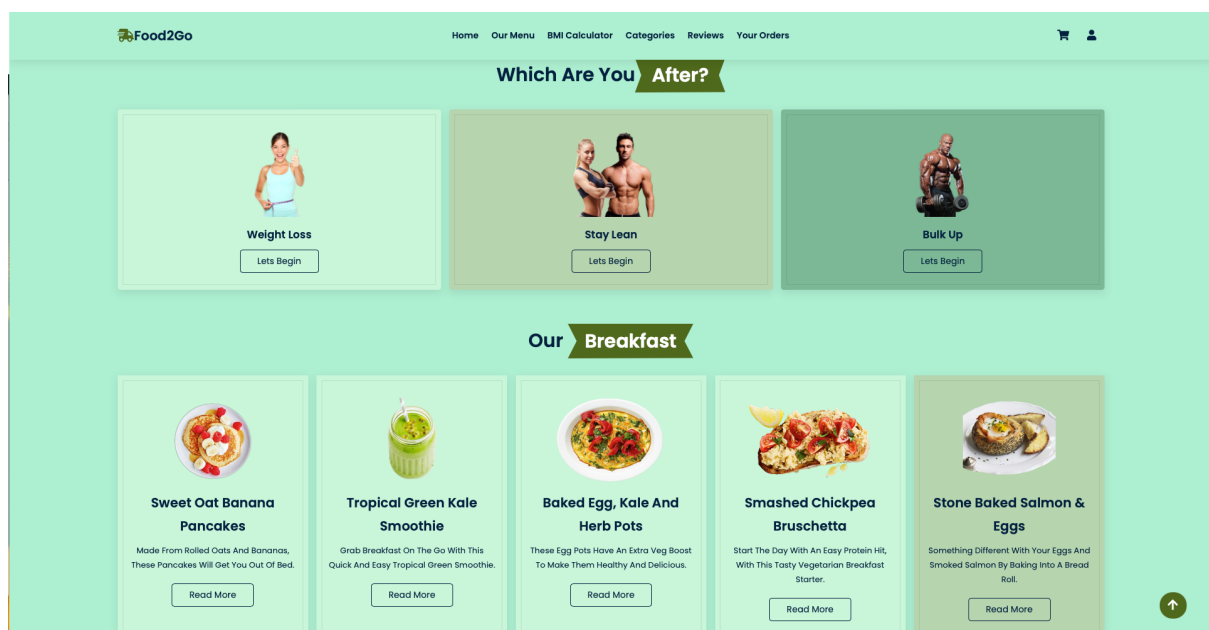 Food2Go
Home Our Menu BMI Calculator Categories Reviews Your Orders
Which Are You After?
Weight Loss
Lets Begin
Stay Lean
Lets Begin
Bulk Up
Lets Begin
Our Breakfast
Sweet Oat Banana
Pancakes
Made From Rolled Oats And Bananas,
These Pancakes Will Get You Out Of Bed.
Read More
Tropical Green Kale
Smoothie
Grab Breakfast On The Go With This
Quick And Easy Tropical Green Smoothie.
Read More
Baked Egg, Kale And
Herb Pots
These Egg Pots Have An Extra Veg Boost
To Make Them Healthy And Delicious.
Read More
Smashed Chickpea
Bruschetta
Start The Day With An Easy Protein Hit,
With This Tasty Vegetarian Breakfast
Starter.
Read More
Stone Baked Salmon &
Eggs
Something Different With Your Eggs And
Smoked Salmon By Baking Into A Bread
Roll.
Read More